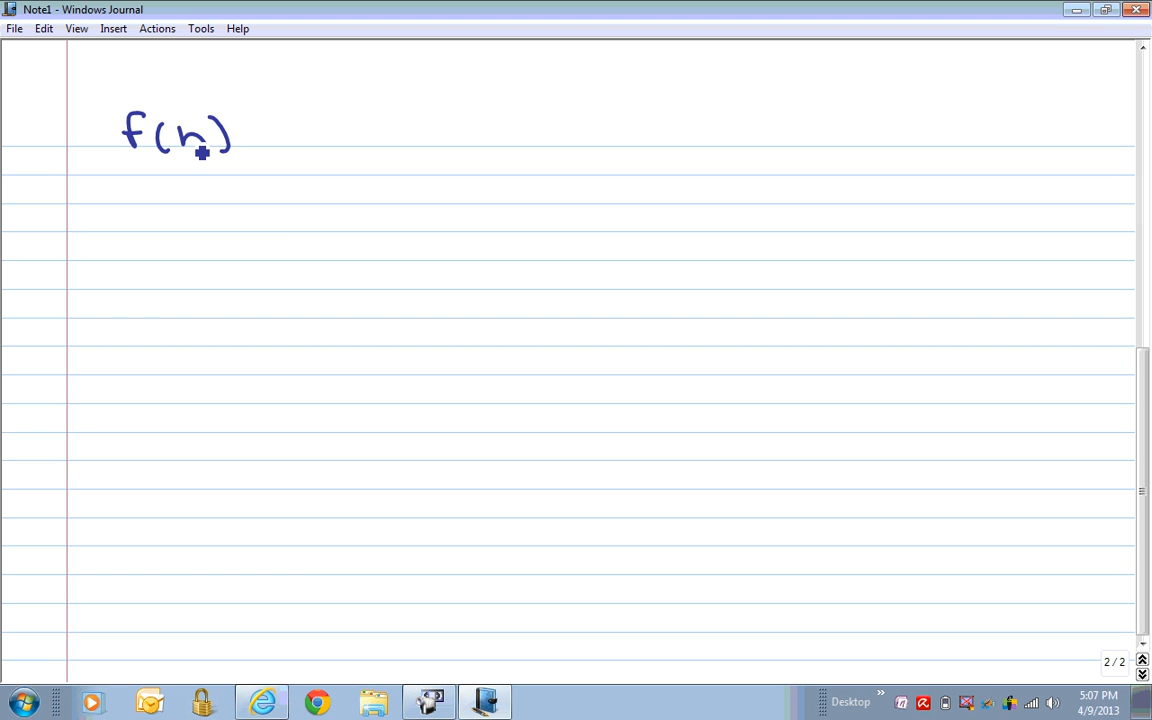 Note1 - Windows Journal
File Edit View Insert Actions Tools Help
f(n)
2 / 2
Desktop
5:07 PM
4/9/2013